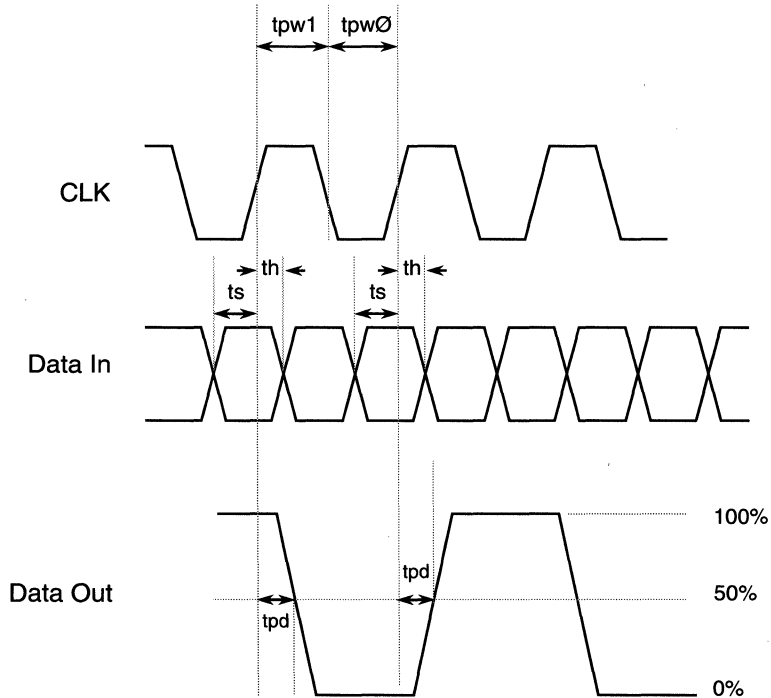 tpw1 tpwØ
CLK
th th
ts ts
Data In
100%
tpd
Data Out 50%
tpd
0%